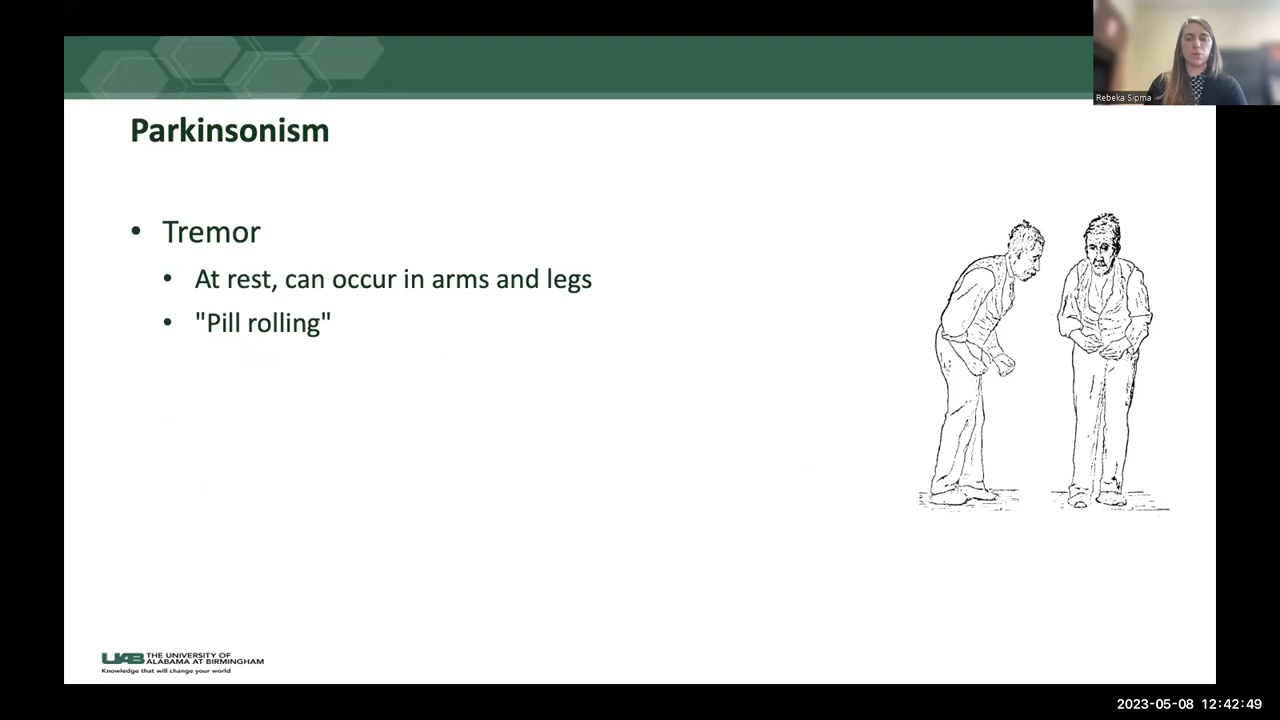 Rebeka Sipma
Parkinsonism
• Tremor
• At rest, can occur in arms and legs
• "Pill rolling"
UAB THE UNIVERSITY OF
ALABAMA AT BIRMINGHAM
Knowledge that will change your world
2023-05-08 12:42:49